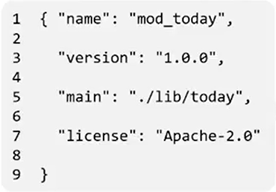 1 { "name": "mod_today",
2
3 "version": "1.0.0",
4
5 "main": "./lib/today",
6
7 "license": "Apache-2.0"
8
9 }